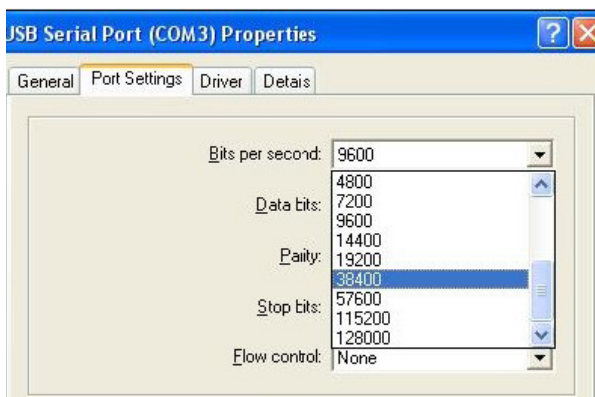 USB Serial Port (COM3) Properties
General Port Settings Driver Detais
Bits per second: 9600
4800
Data bits: 7200
9600
14400
Parity: 19200
38400
Stop bits: 57600
115200
128000
Flow control: None